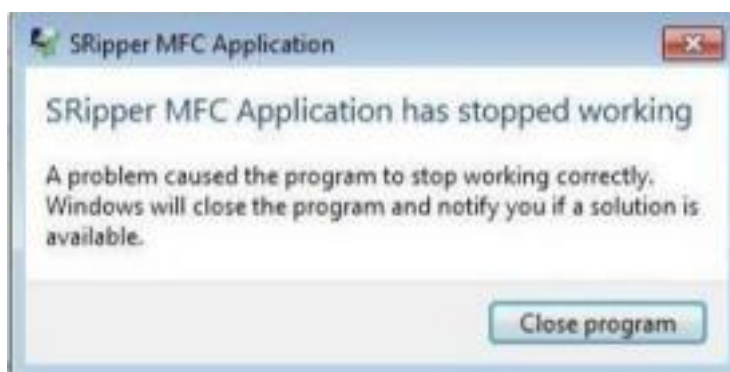 SRipper MFC Application
SRipper MFC Application has stopped working
A problem caused the program to stop working correctly.
Windows will close the program and notify you if a solution is
available.
Close program